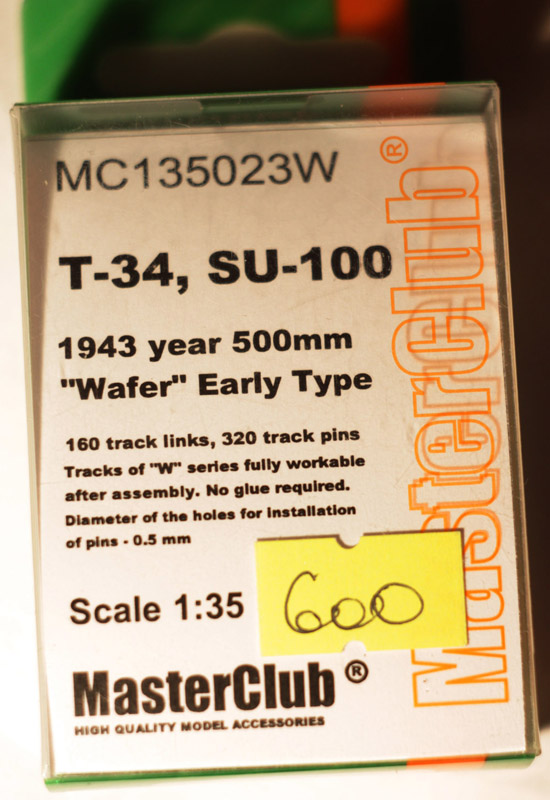 MC135023W
T-34, SU-100
1943 year 500mm
"Wafer" Early Type
160 track links, 320 track pins
Tracks of "W" series fully workable
after assembly. No glue required.
Diameter of the holes for installation
of pins - 0.5 mm
Scale 1:35
600
MasterClub®
HIGH QUALITY MODEL ACCESSORIES
MasterClub®